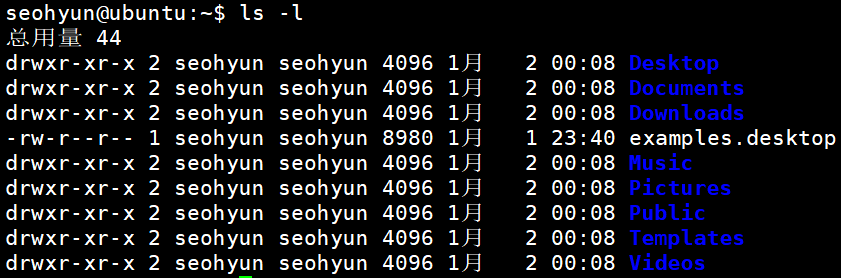 seohyun@ubuntu:~$ ls -l
总用量 44
drwxr-xr-x 2 seohyun seohyun 4096 1月   2 00:08 Desktop
drwxr-xr-x 2 seohyun seohyun 4096 1月   2 00:08 Documents
drwxr-xr-x 2 seohyun seohyun 4096 1月   2 00:08 Downloads
-rw-r--r-- 1 seohyun seohyun 8980 1月   1 23:40 examples.desktop
drwxr-xr-x 2 seohyun seohyun 4096 1月   2 00:08 Music
drwxr-xr-x 2 seohyun seohyun 4096 1月   2 00:08 Pictures
drwxr-xr-x 2 seohyun seohyun 4096 1月   2 00:08 Public
drwxr-xr-x 2 seohyun seohyun 4096 1月   2 00:08 Templates
drwxr-xr-x 2 seohyun seohyun 4096 1月   2 00:08 Videos